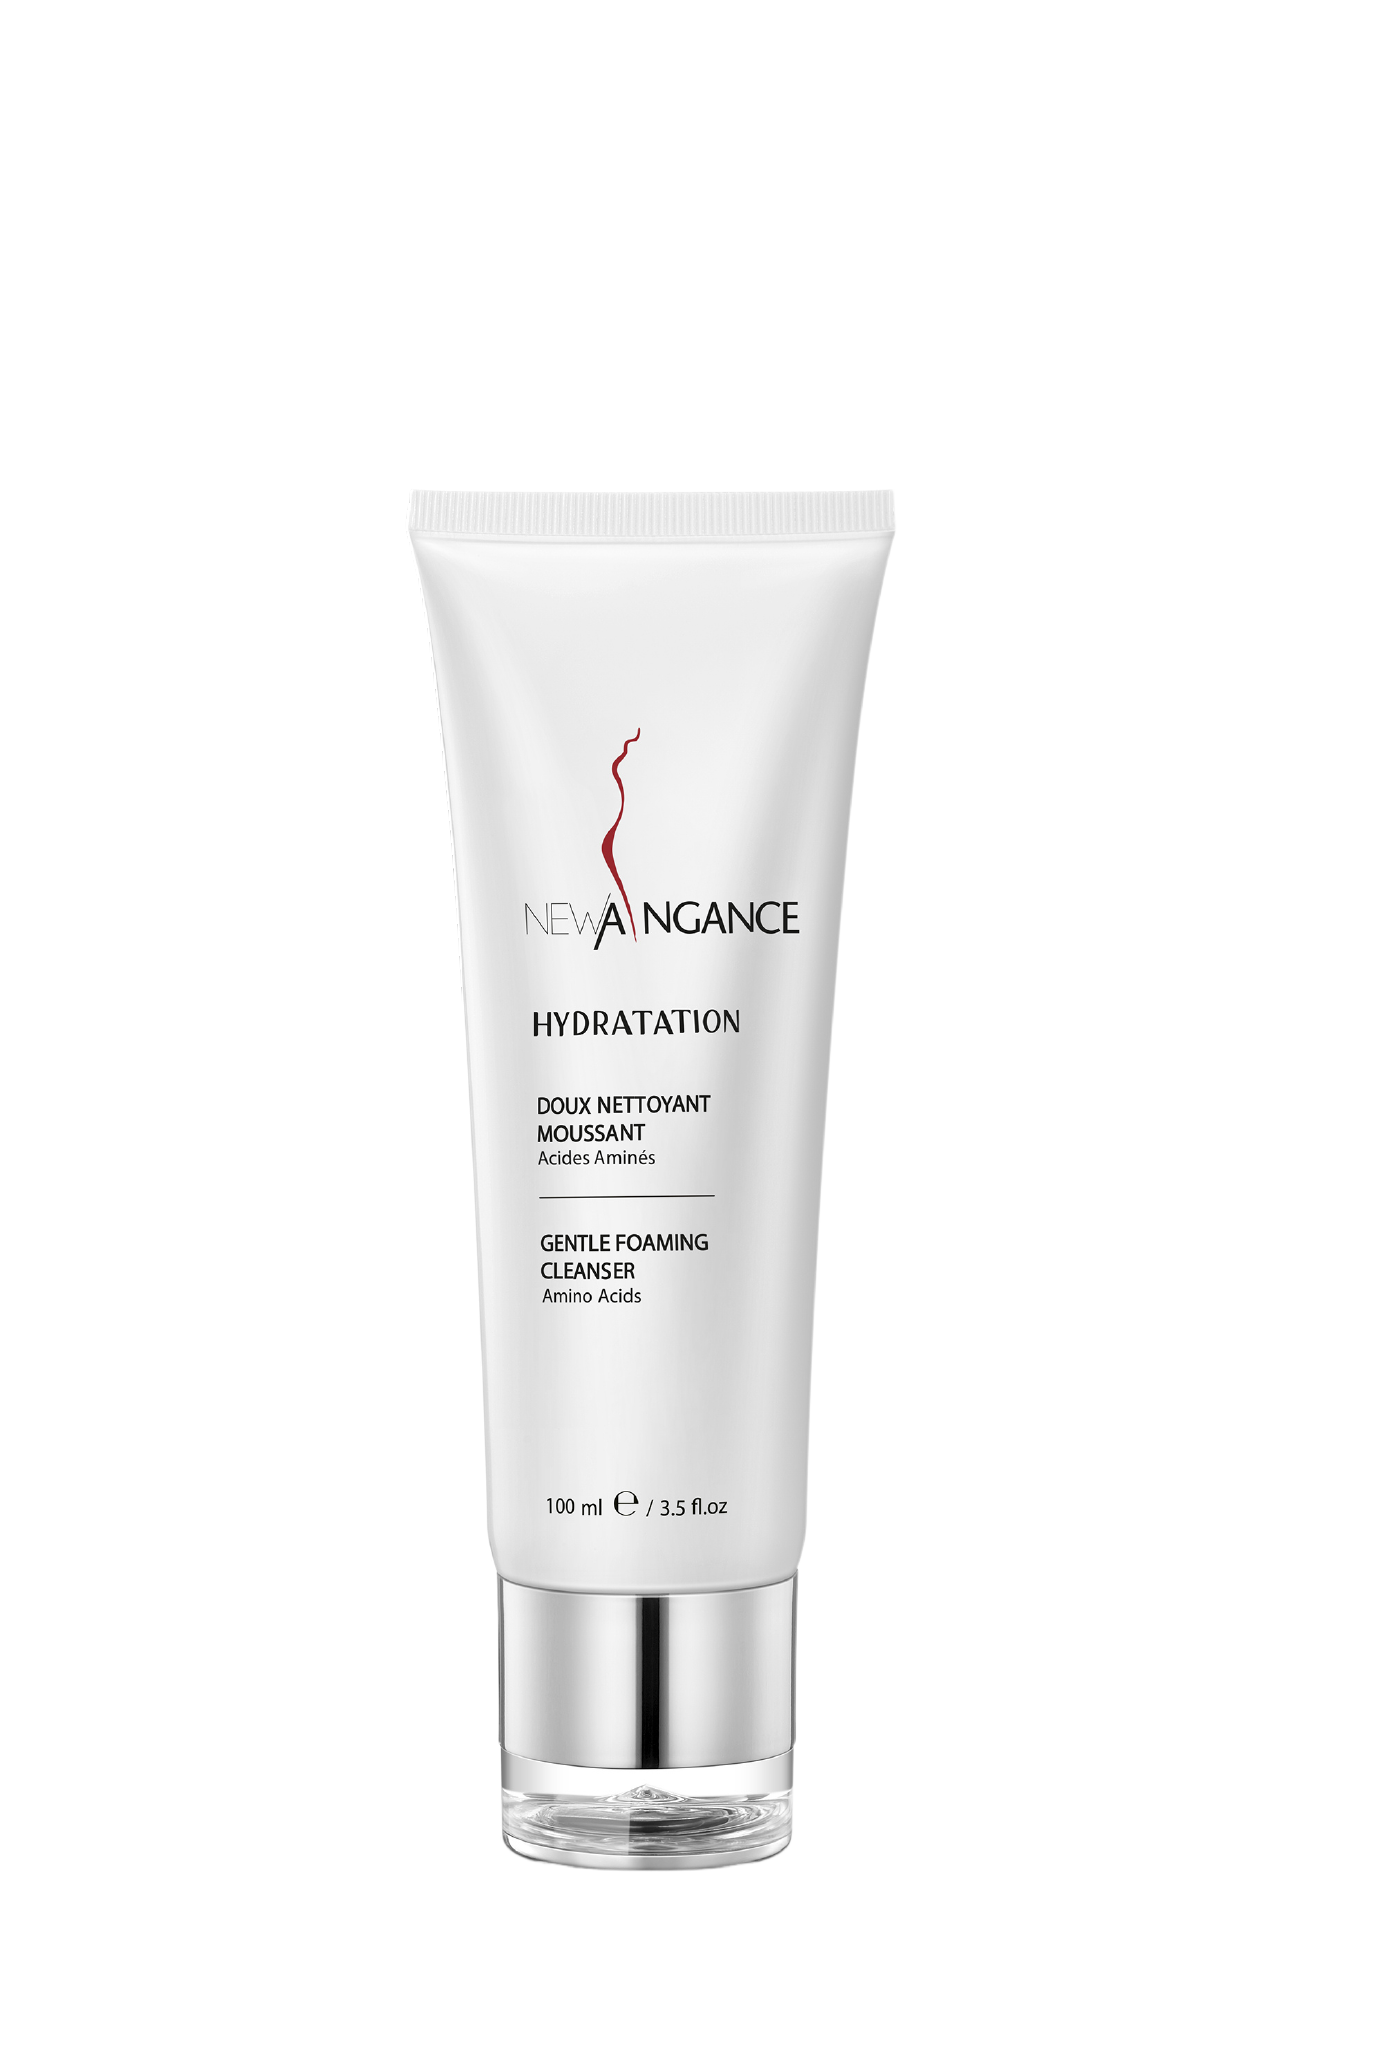 NEWANGANCE
HYDRATATION
DOUX NETTOYANT
MOUSSANT
Acides Aminés
GENTLE FOAMING
CLEANSER
Amino Acids
100 ml ℮ / 3.5 fl.oz